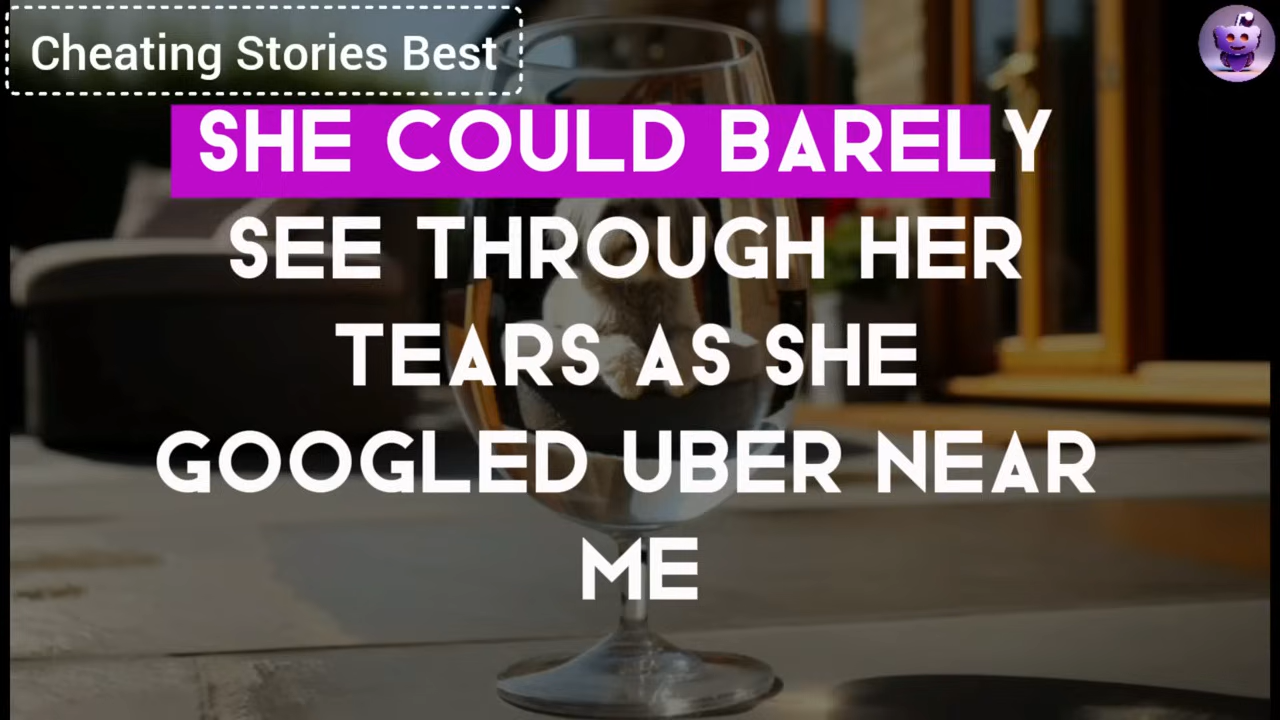 Cheating Stories Best
SHE COULD BARELY
SEE THROUGH HER
TEARS AS SHE
GOOGLED UBER NEAR
ME